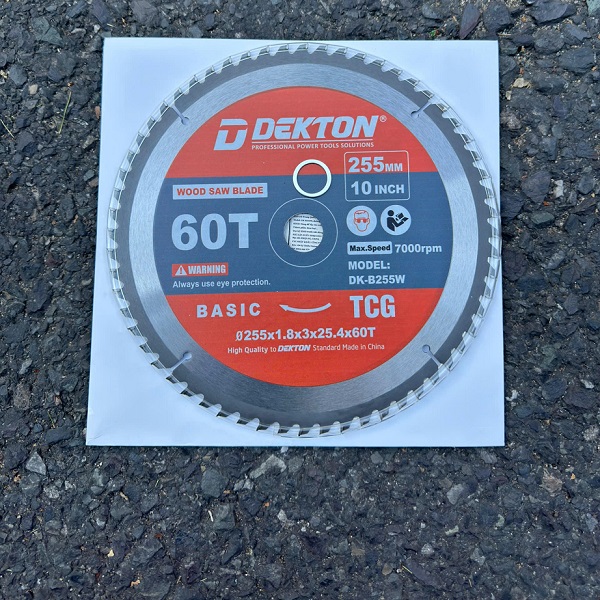 DEKTON®
PROFESSIONAL POWER TOOLS SOLUTIONS
255MM
10 INCH
WOOD SAW BLADE
60T
Max.Speed 7000rpm
WARNING
Always use eye protection.
MODEL:
DK-B255W
BASIC
TCG
Ø255x1.8x3x25.4x60T
High Quality to DEKTON Standard Made in China